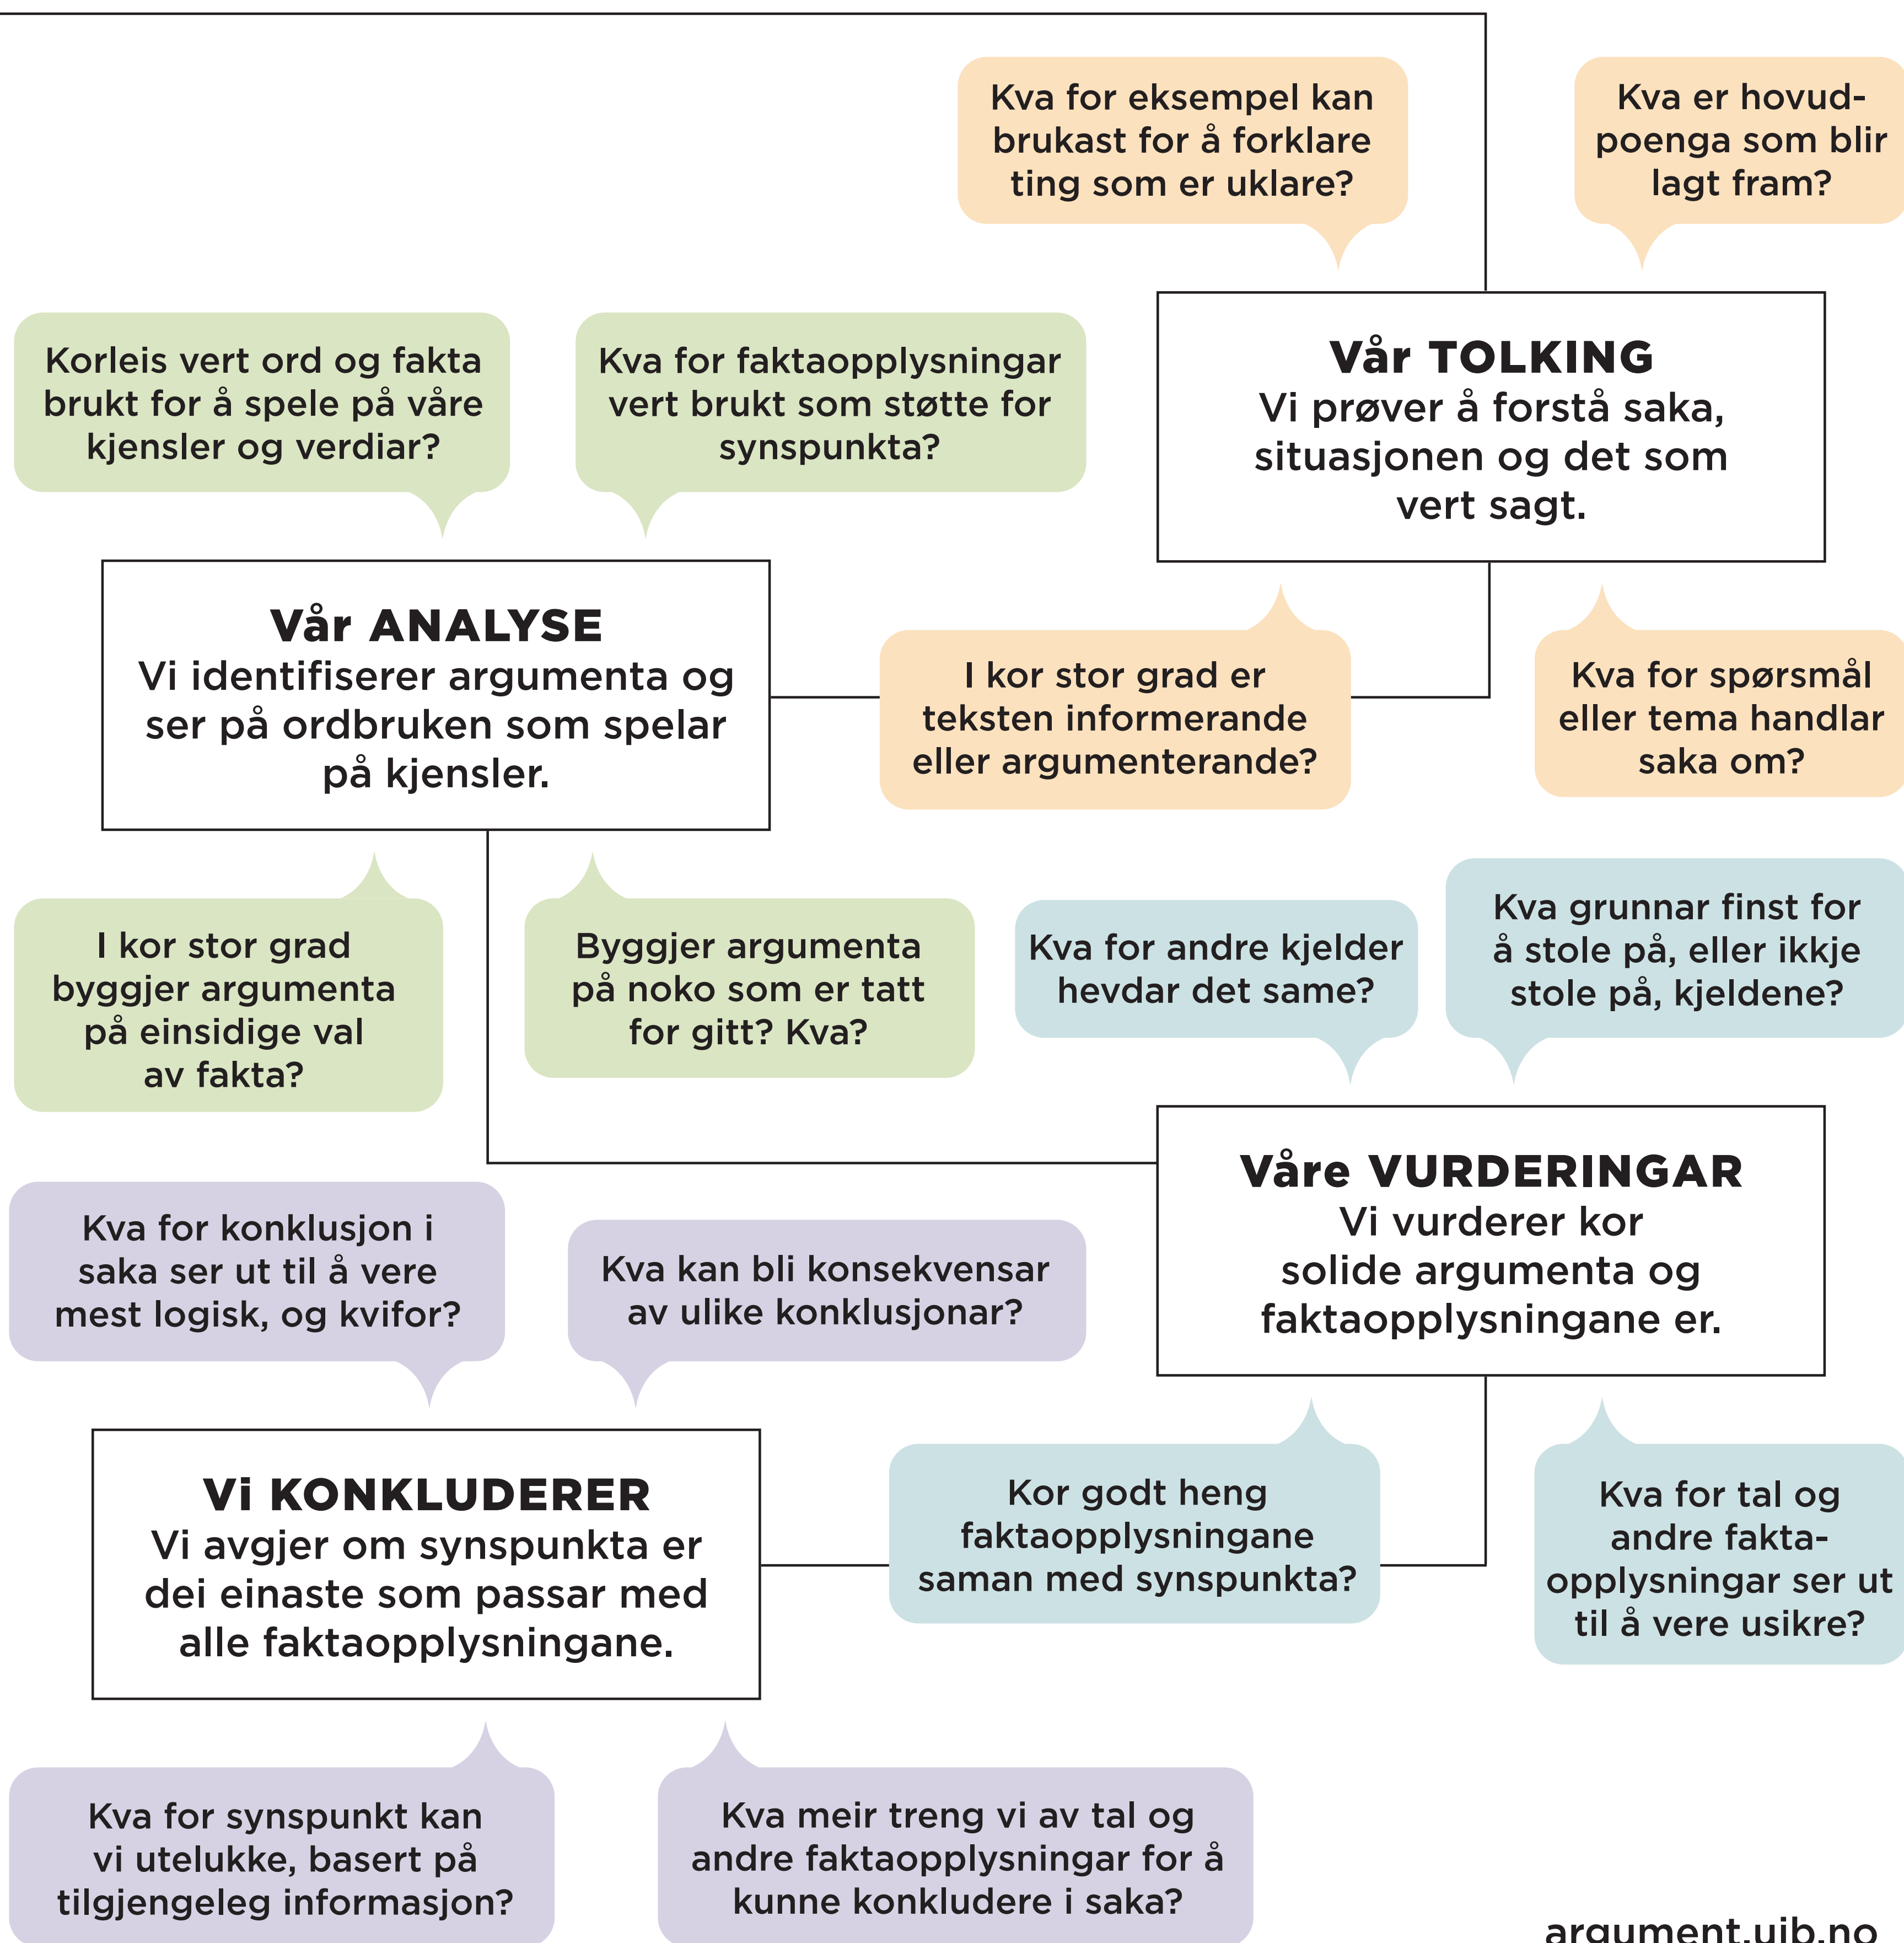 Kva for eksempel kan
brukast for å forklare
ting som er uklare?
Kva er hovud-
poenga som blir
lagt fram?
Vår TOLKING
Vi prøver å forstå saka,
situasjonen og det som
vert sagt.
I kor stor grad er
teksten informerande
eller argumenterande?
Kva for spørsmål
eller tema handlar
saka om?
Korleis vert ord og fakta
brukt for å spele på våre
kjensler og verdiar?
Kva for faktaopplysningar
vert brukt som støtte for
synspunkta?
Vår ANALYSE
Vi identifiserer argumenta og
ser på ordbruken som spelar
på kjensler.
I kor stor grad
byggjer argumenta
på einsidige val
av fakta?
Byggjer argumenta
på noko som er tatt
for gitt? Kva?
Kva for andre kjelder
hevdar det same?
Kva grunnar finst for
å stole på, eller ikkje
stole på, kjeldene?
Våre VURDERINGAR
Vi vurderer kor
solide argumenta og
faktaopplysningane er.
Kor godt heng
faktaopplysningane
saman med synspunkta?
Kva for tal og
andre fakta-
opplysningar ser ut
til å vere usikre?
Kva for konklusjon i
saka ser ut til å vere
mest logisk, og kvifor?
Kva kan bli konsekvensar
av ulike konklusjonar?
Vi KONKLUDERER
Vi avgjer om synspunkta er
dei einaste som passar med
alle faktaopplysningane.
Kva for synspunkt kan
vi utelukke, basert på
tilgjengeleg informasjon?
Kva meir treng vi av tal og
andre faktaopplysningar for å
kunne konkludere i saka?
argument.uib.no